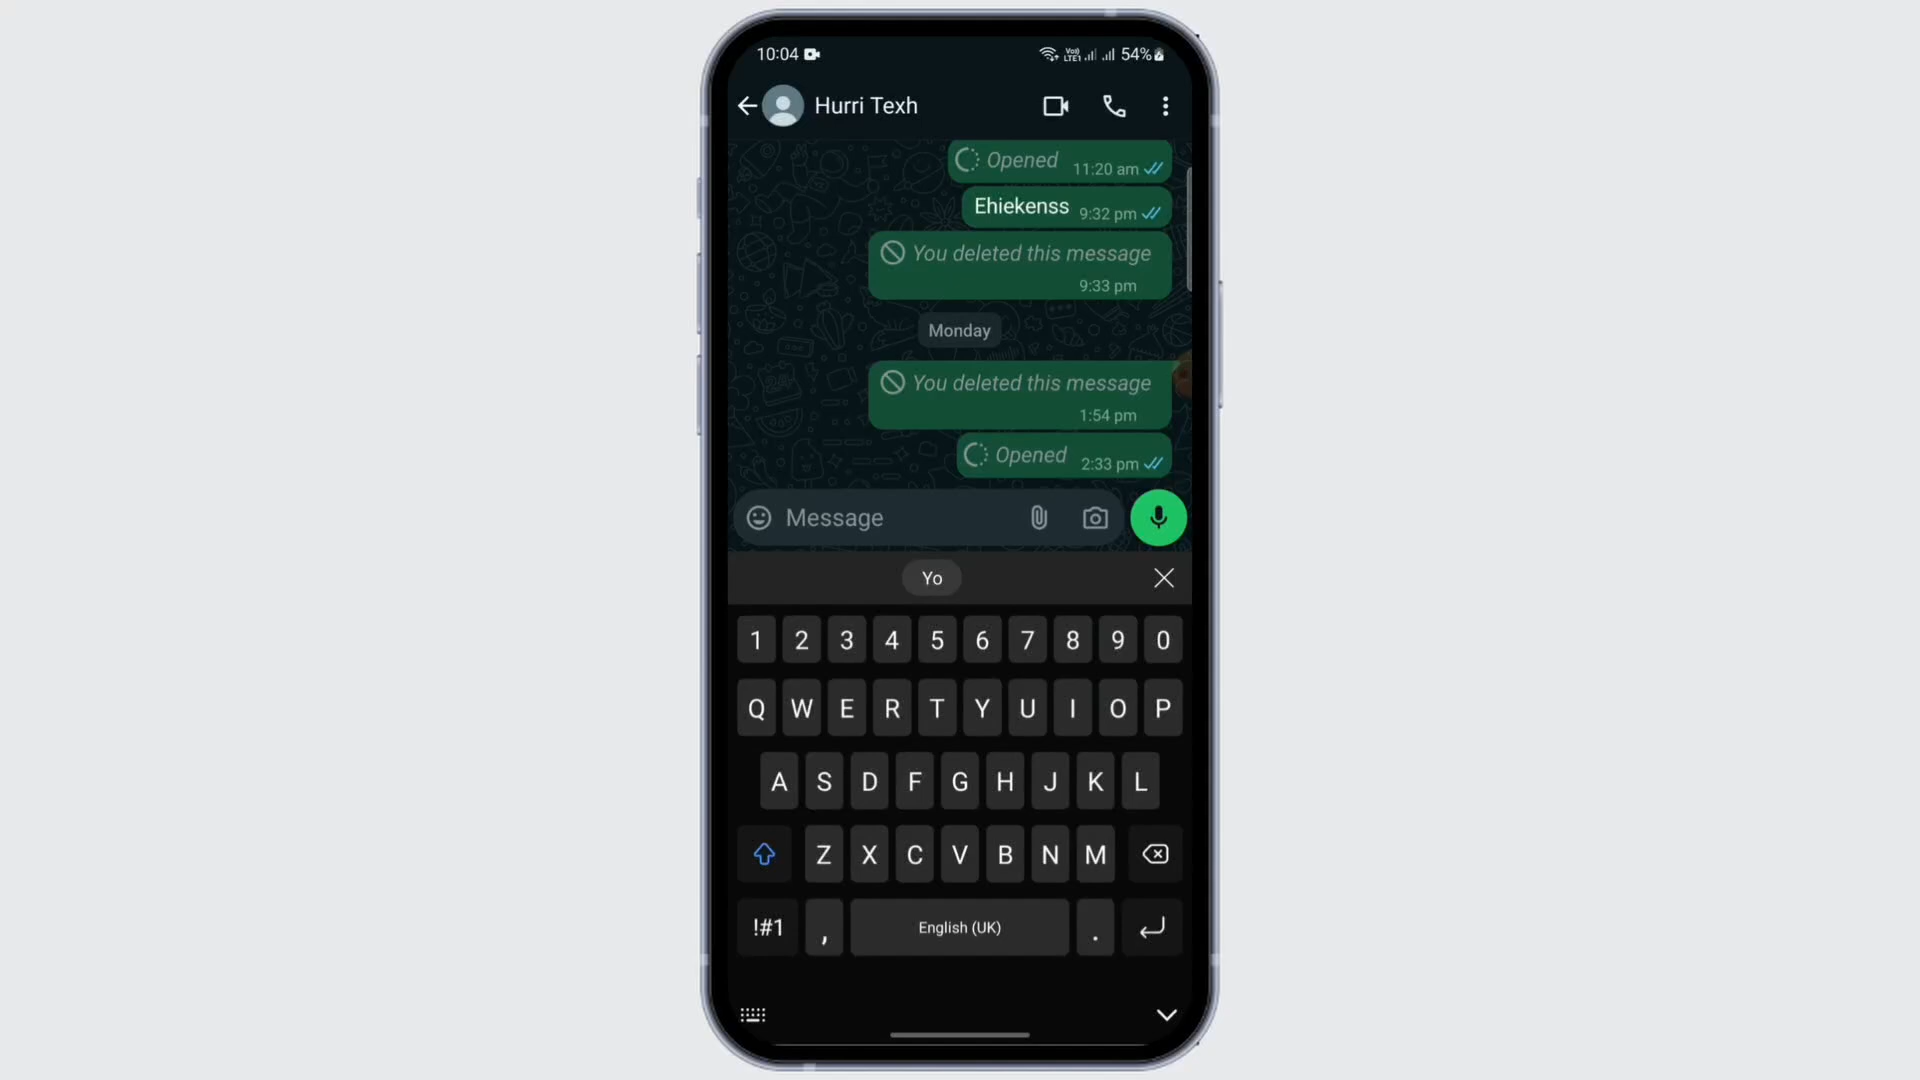 10:04 Vo)) LTE1 54%
Hurri Texh
Opened 11:20 am
Ehiekenss 9:32 pm
You deleted this message
9:33 pm
Monday
You deleted this message
1:54 pm
Opened 2:33 pm
Message
Yo
1 2 3 4 5 6 7 8 9 0
Q W E R T Y U I O P
A S D F G H J K L
Z X C V B N M
!#1 , English (UK) .